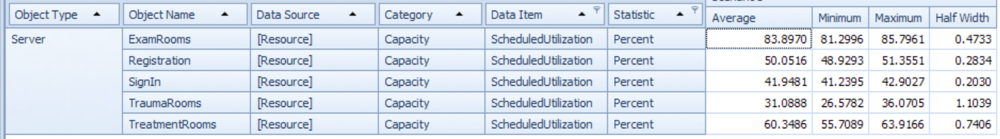 Object Type Object Name Data Source Category Data Item Statistic Average Minimum Maximum Half Width
Server ExamRooms [Resource] Capacity ScheduledUtilization Percent 83.8970 81.2996 85.7961 0.4733
Registration [Resource] Capacity ScheduledUtilization Percent 50.0516 48.9293 51.3551 0.2834
SignIn [Resource] Capacity ScheduledUtilization Percent 41.9481 41.2395 42.9027 0.2030
TraumaRooms [Resource] Capacity ScheduledUtilization Percent 31.0888 26.5782 36.0705 1.1039
TreatmentRooms [Resource] Capacity ScheduledUtilization Percent 60.3486 55.7089 63.9166 0.7406